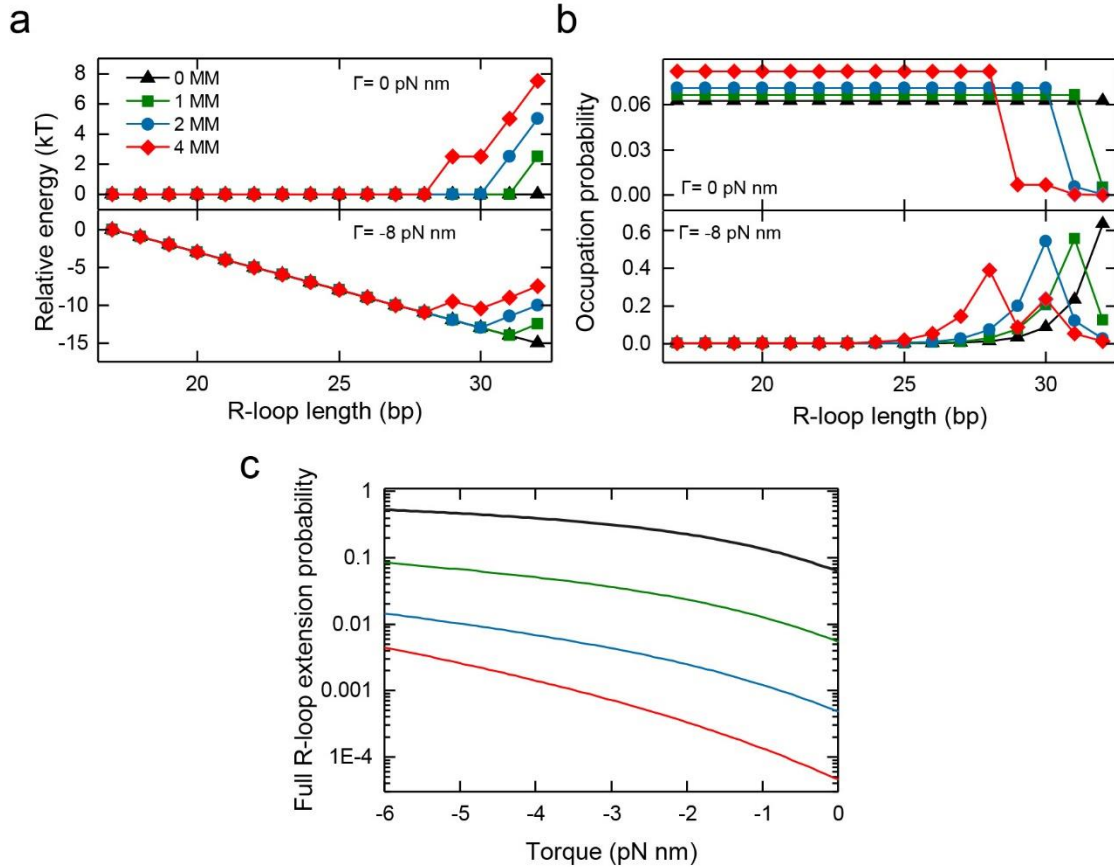 a
8
6
4
2
0
0 MM
1 MM
2 MM
4 MM
Γ= 0 pN nm
0
-5
-10
-15
Γ= -8 pN nm
Relative energy (kT)
20 25 30
R-loop length (bp)
b
0.06
0.03
0.00
Γ= 0 pN nm
0.6
0.4
0.2
0.0
Γ= -8 pN nm
Occupation probability
20 25 30
R-loop length (bp)
c
Full R-loop extension probability
1
0.1
0.01
0.001
1E-4
-6 -5 -4 -3 -2 -1 0
Torque (pN nm)